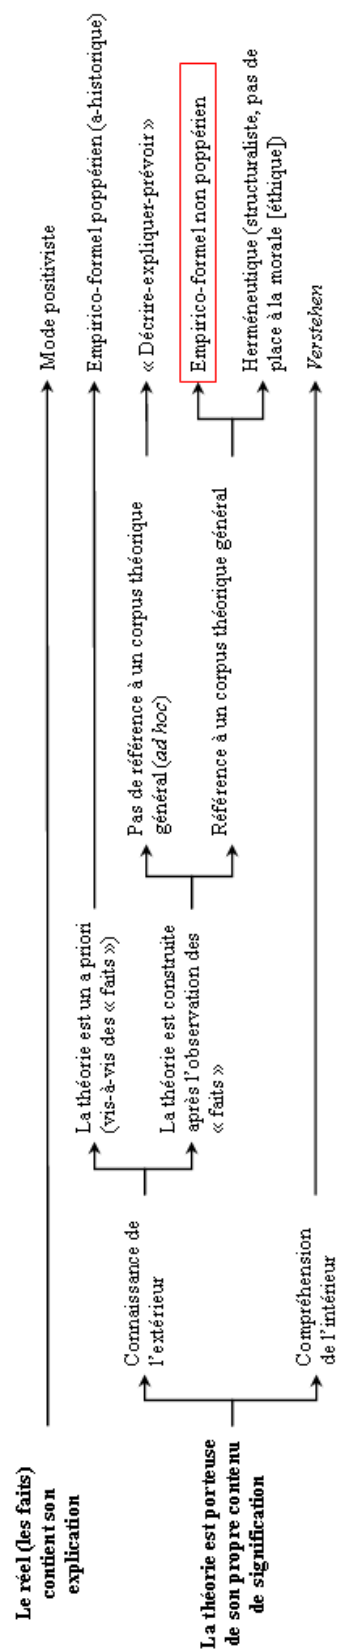 Le réel (les faits)
contient son
explication
Mode positiviste
La théorie est porteuse
de son propre contenu
de signification
Connaissance de
l'extérieur
La théorie est un a priori
(vis-à-vis des « faits »)
Empirico-formel poppérien (a-historique)
La théorie est construite
après l'observation des
« faits »
Pas de référence à un corpus théorique
général (ad hoc)
« Décrire-expliquer-prévoir »
Référence à un corpus théorique général
Empirico-formel non poppérien
Herméneutique (structuraliste, pas de
place à la morale [éthique])
Compréhension
de l'intérieur
Verstehen